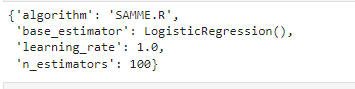 {'algorithm': 'SAMME.R',
 'base_estimator': LogisticRegression(),
 'learning_rate': 1.0,
 'n_estimators': 100}